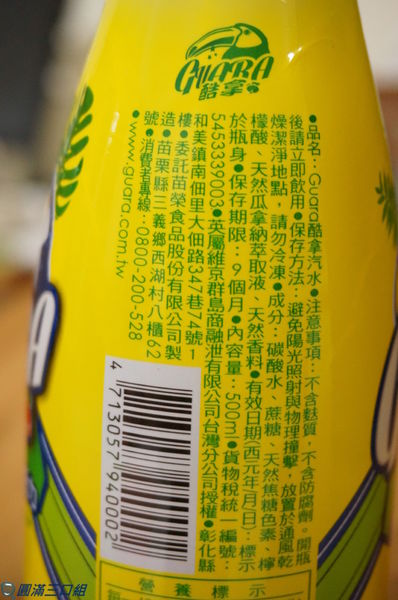 GUARA
酷拿
●品名：Guara酷拿汽水●注意事項：不含麩質，不含防腐劑。開瓶
後請立即飲用●保存方法：避免陽光照射與物理撞擊，放置於通風乾
燥潔淨地點，請勿冷凍●成分：碳酸水、蔗糖、天然焦糖色素、檸
檬酸、天然瓜拿納萃取液、天然香料●有效日期(西元年/月/日)：標示
於瓶身●保存期限：9個月●內容量：500ml●貨物稅統一編號：
5463339003●英屬維京群島商融泄有限公司台灣分公司授權●彰化縣
和美鎮南佃里大佃路347巷74號1
樓●委託苗榮食品股份有限公司製
造●苗栗縣三義鄉西湖村八櫃62
號●消費者專線：0800-200-528
●www.guara.com.tw
4 713057 940002
營養標示
圓滿三口組